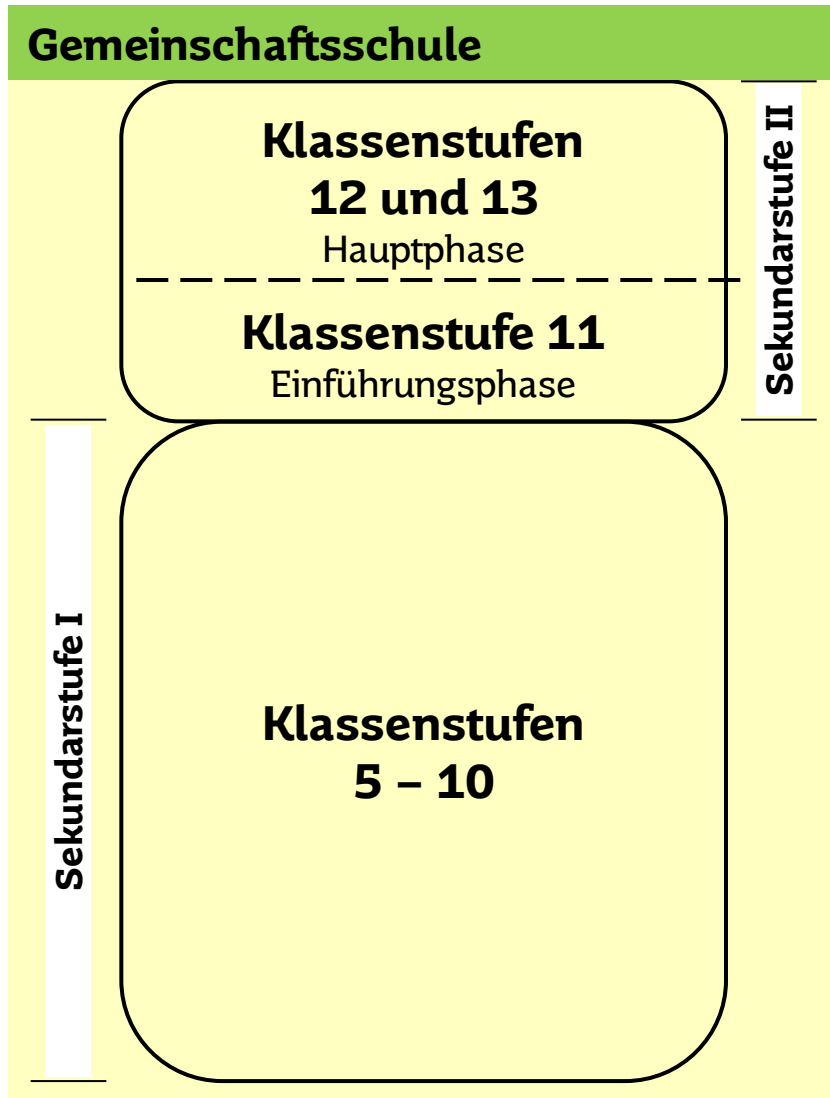 Gemeinschaftsschule
Klassenstufen
12 und 13
Hauptphase
Klassenstufe 11
Einführungsphase
Sekundarstufe II
Klassenstufen
5 – 10
Sekundarstufe I